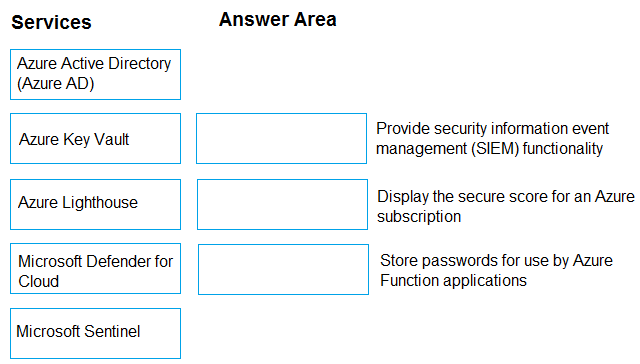 Services
Answer Area
Azure Active Directory
(Azure AD)
Azure Key Vault
Provide security information event
management (SIEM) functionality
Azure Lighthouse
Display the secure score for an Azure
subscription
Microsoft Defender for
Cloud
Store passwords for use by Azure
Function applications
Microsoft Sentinel